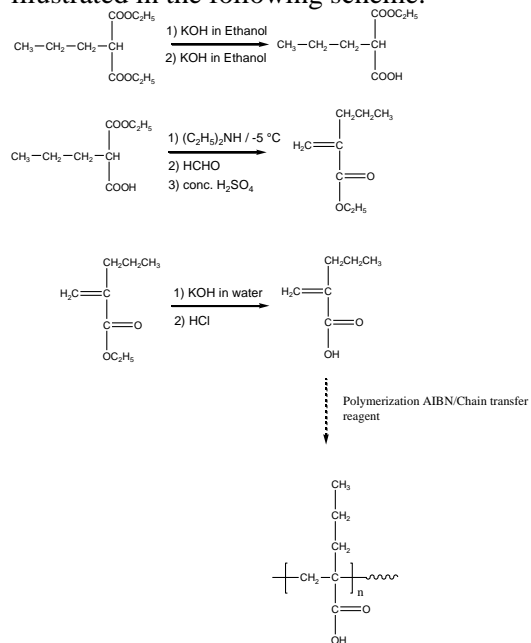 illustrated in the following scheme.
COOC₂H₅
CH₃—CH₂—CH₂—CH
COOC₂H₅
1) KOH in Ethanol
2) KOH in Ethanol
COOC₂H₅
CH₃—CH₂—CH₂—CH
COOH
COOC₂H₅
CH₃—CH₂—CH₂—CH
COOH
1) (C₂H₅)₂NH / -5 °C
2) HCHO
3) conc. H₂SO₄
CH₂CH₂CH₃
H₂C=C
C=O
OC₂H₅
CH₂CH₂CH₃
H₂C=C
C=O
OC₂H₅
1) KOH in water
2) HCl
CH₂CH₂CH₃
H₂C=C
C=O
OH
Polymerization AIBN/Chain transfer
reagent
CH₃
CH₂
CH₂
CH₂—C
n
C=O
OH